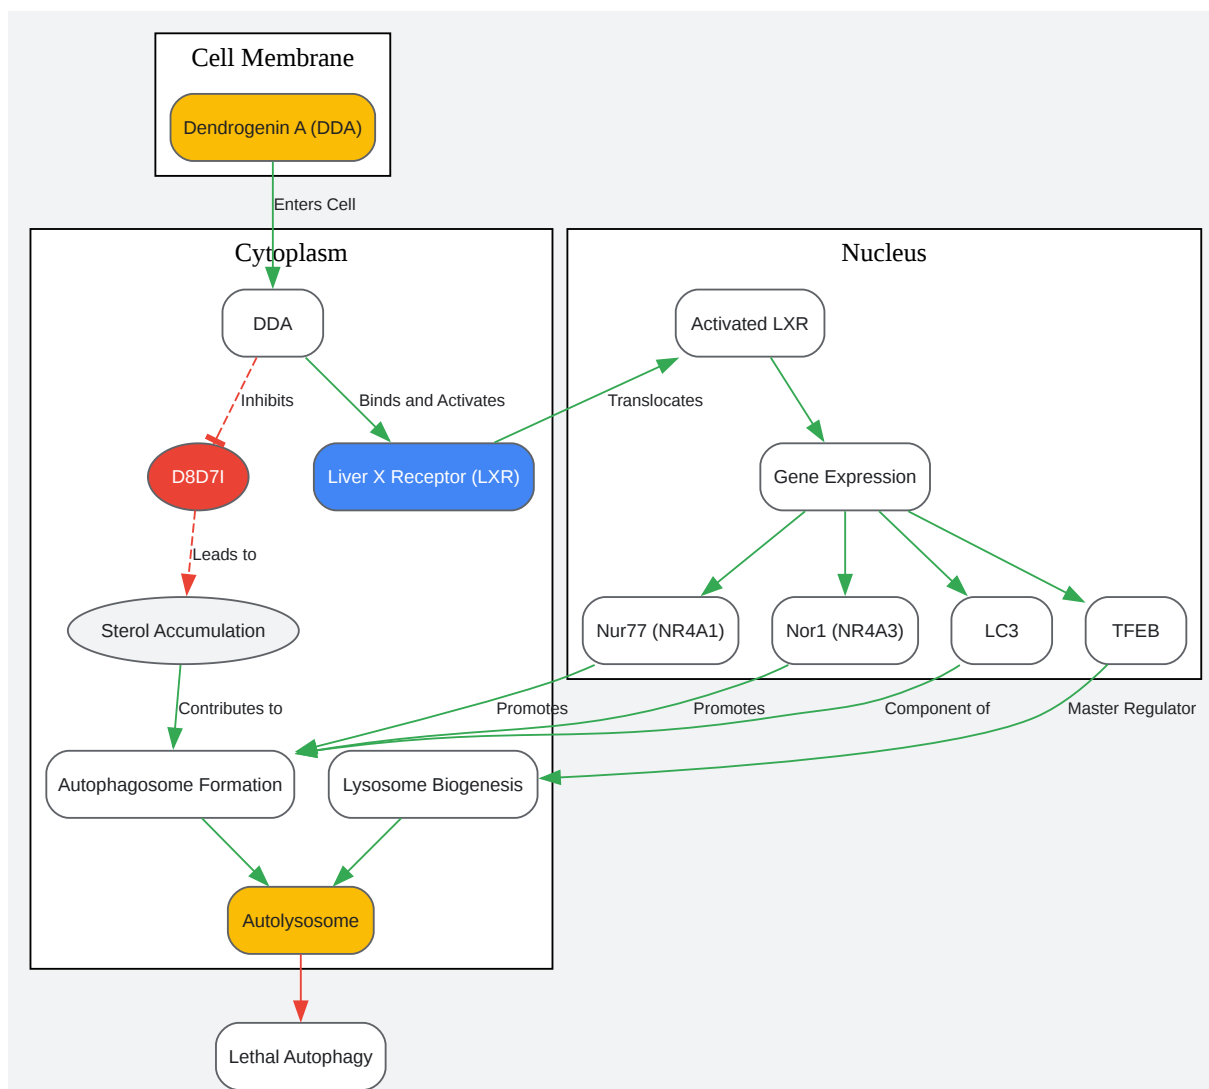 Cell Membrane
Dendrogenin A (DDA)
Enters Cell
Cytoplasm
Nucleus
DDA
Activated LXR
Inhibits
Binds and Activates
Translocates
D8D7I
Liver X Receptor (LXR)
Gene Expression
Leads to
Sterol Accumulation
Nur77 (NR4A1)
Nor1 (NR4A3)
LC3
TFEB
Contributes to
Promotes
Promotes
Component of
Master Regulator
Autophagosome Formation
Lysosome Biogenesis
Autolysosome
Lethal Autophagy